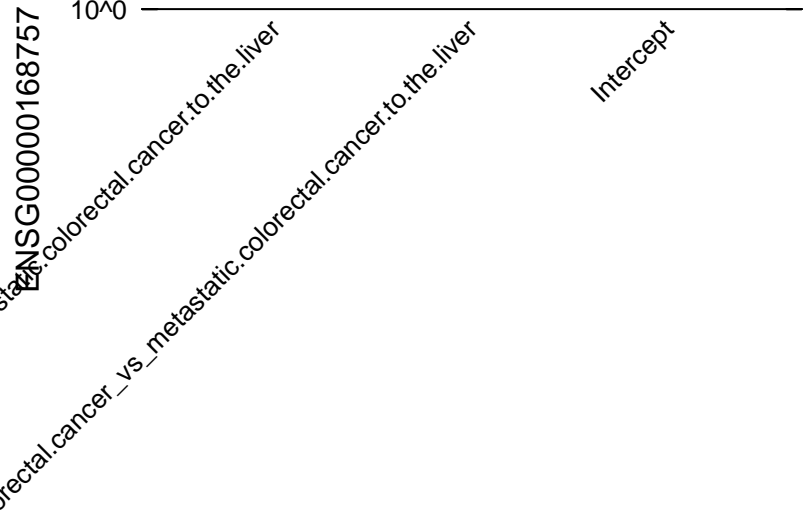 10^0
ENSG00000168757
static.colorectal.cancer.to.the.liver
orectal.cancer_vs_metastatic.colorectal.cancer.to.the.liver
Intercept